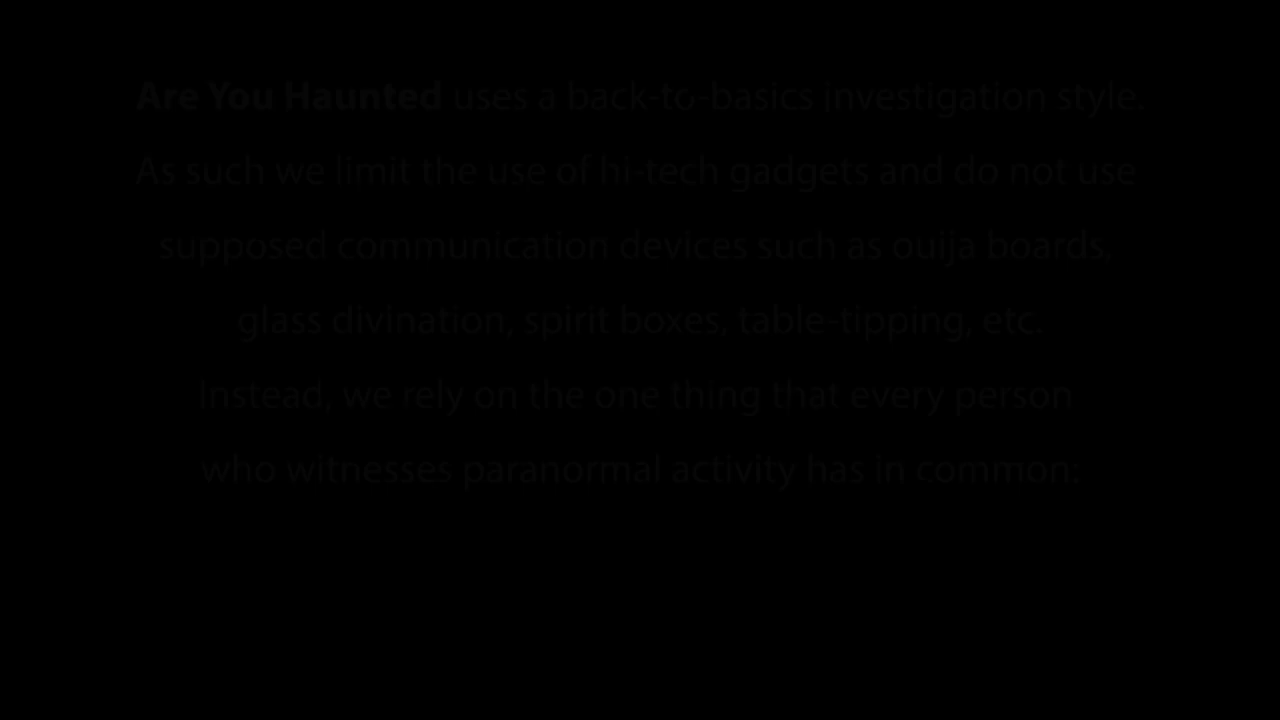 Are You Haunted uses a back-to-basics investigation style.
As such we limit the use of hi-tech gadgets and do not use
supposed communication devices such as ouija boards,
glass divination, spirit boxes, table-tipping, etc.
Instead, we rely on the one thing that every person
who witnesses paranormal activity has in common: